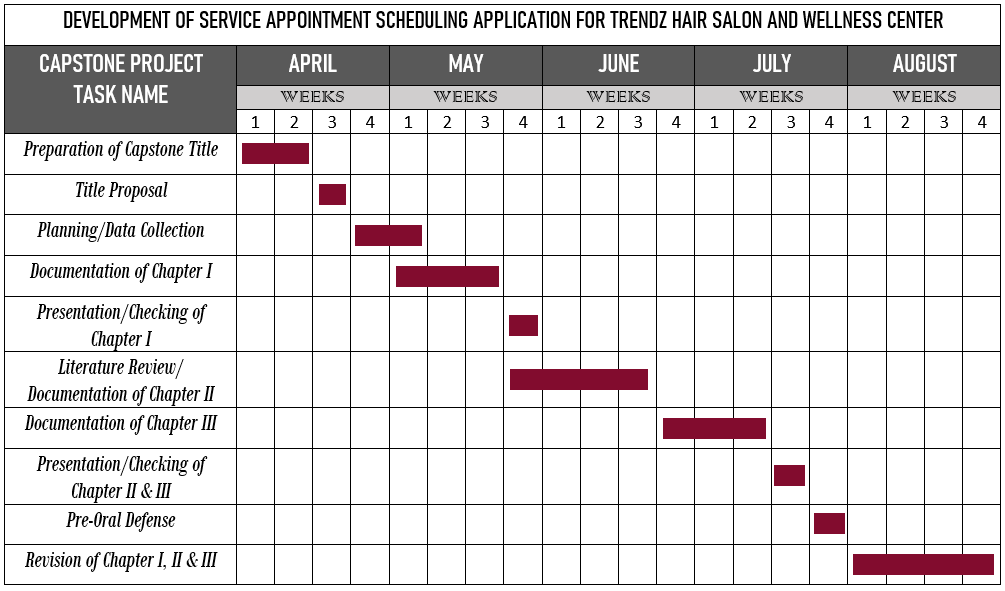 DEVELOPMENT OF SERVICE APPOINTMENT SCHEDULING APPLICATION FOR TRENDZ HAIR SALON AND WELLNESS CENTER
CAPSTONE PROJECT
TASK NAME
APRIL MAY JUNE JULY AUGUST
WEEKS WEEKS WEEKS WEEKS WEEKS
1 2 3 4 1 2 3 4 1 2 3 4 1 2 3 4 1 2 3 4
Preparation of Capstone Title
Title Proposal
Planning/Data Collection
Documentation of Chapter I
Presentation/Checking of
Chapter I
Literature Review/
Documentation of Chapter II
Documentation of Chapter III
Presentation/Checking of
Chapter II & III
Pre-Oral Defense
Revision of Chapter I, II & III